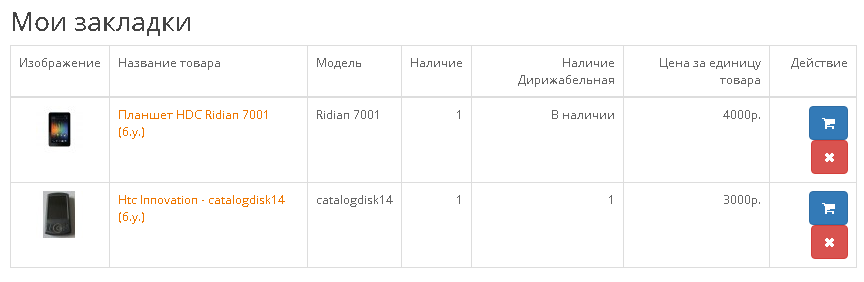 Мои закладки
Изображение Название товара Модель Наличие Наличие Дирижабельная Цена за единицу товара Действие
Планшет HDC Ridian 7001 (б.у.) Ridian 7001 1 В наличии 4000р.
Htc Innovation - catalogdisk14 (б.у.) catalogdisk14 1 1 3000р.